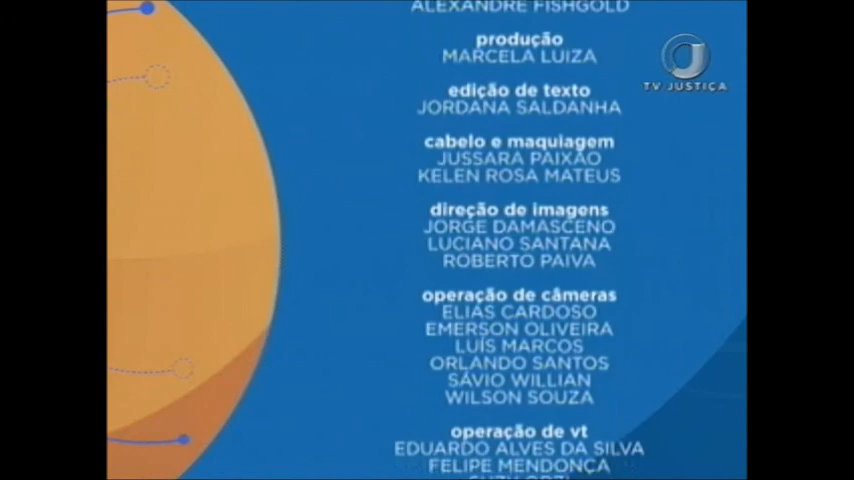 ALEXANDRE FISHGOLD
produção
MARCELA LUIZA
edição de texto
JORDANA SALDANHA
cabelo e maquiagem
JUSSARA PAIXÃO
KELEN ROSA MATEUS
direção de imagens
JORGE DAMASCENO
LUCIANO SANTANA
ROBERTO PAIVA
operação de câmeras
ELIAS CARDOSO
EMERSON OLIVEIRA
LUÍS MARCOS
ORLANDO SANTOS
SÁVIO WILLIAN
WILSON SOUZA
operação de vt
EDUARDO ALVES DA SILVA
FELIPE MENDONÇA
TV JUSTIÇA